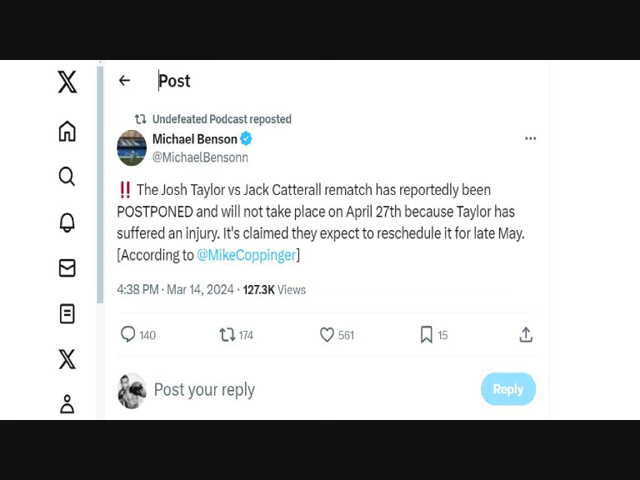 Post
Undefeated Podcast reposted
Michael Benson
@MichaelBensonn
‼ The Josh Taylor vs Jack Catterall rematch has reportedly been
POSTPONED and will not take place on April 27th because Taylor has
suffered an injury. It's claimed they expect to reschedule it for late May.
[According to @MikeCoppinger]
4:38 PM · Mar 14, 2024 · 127.3K Views
140 174 561 15
Post your reply
Reply